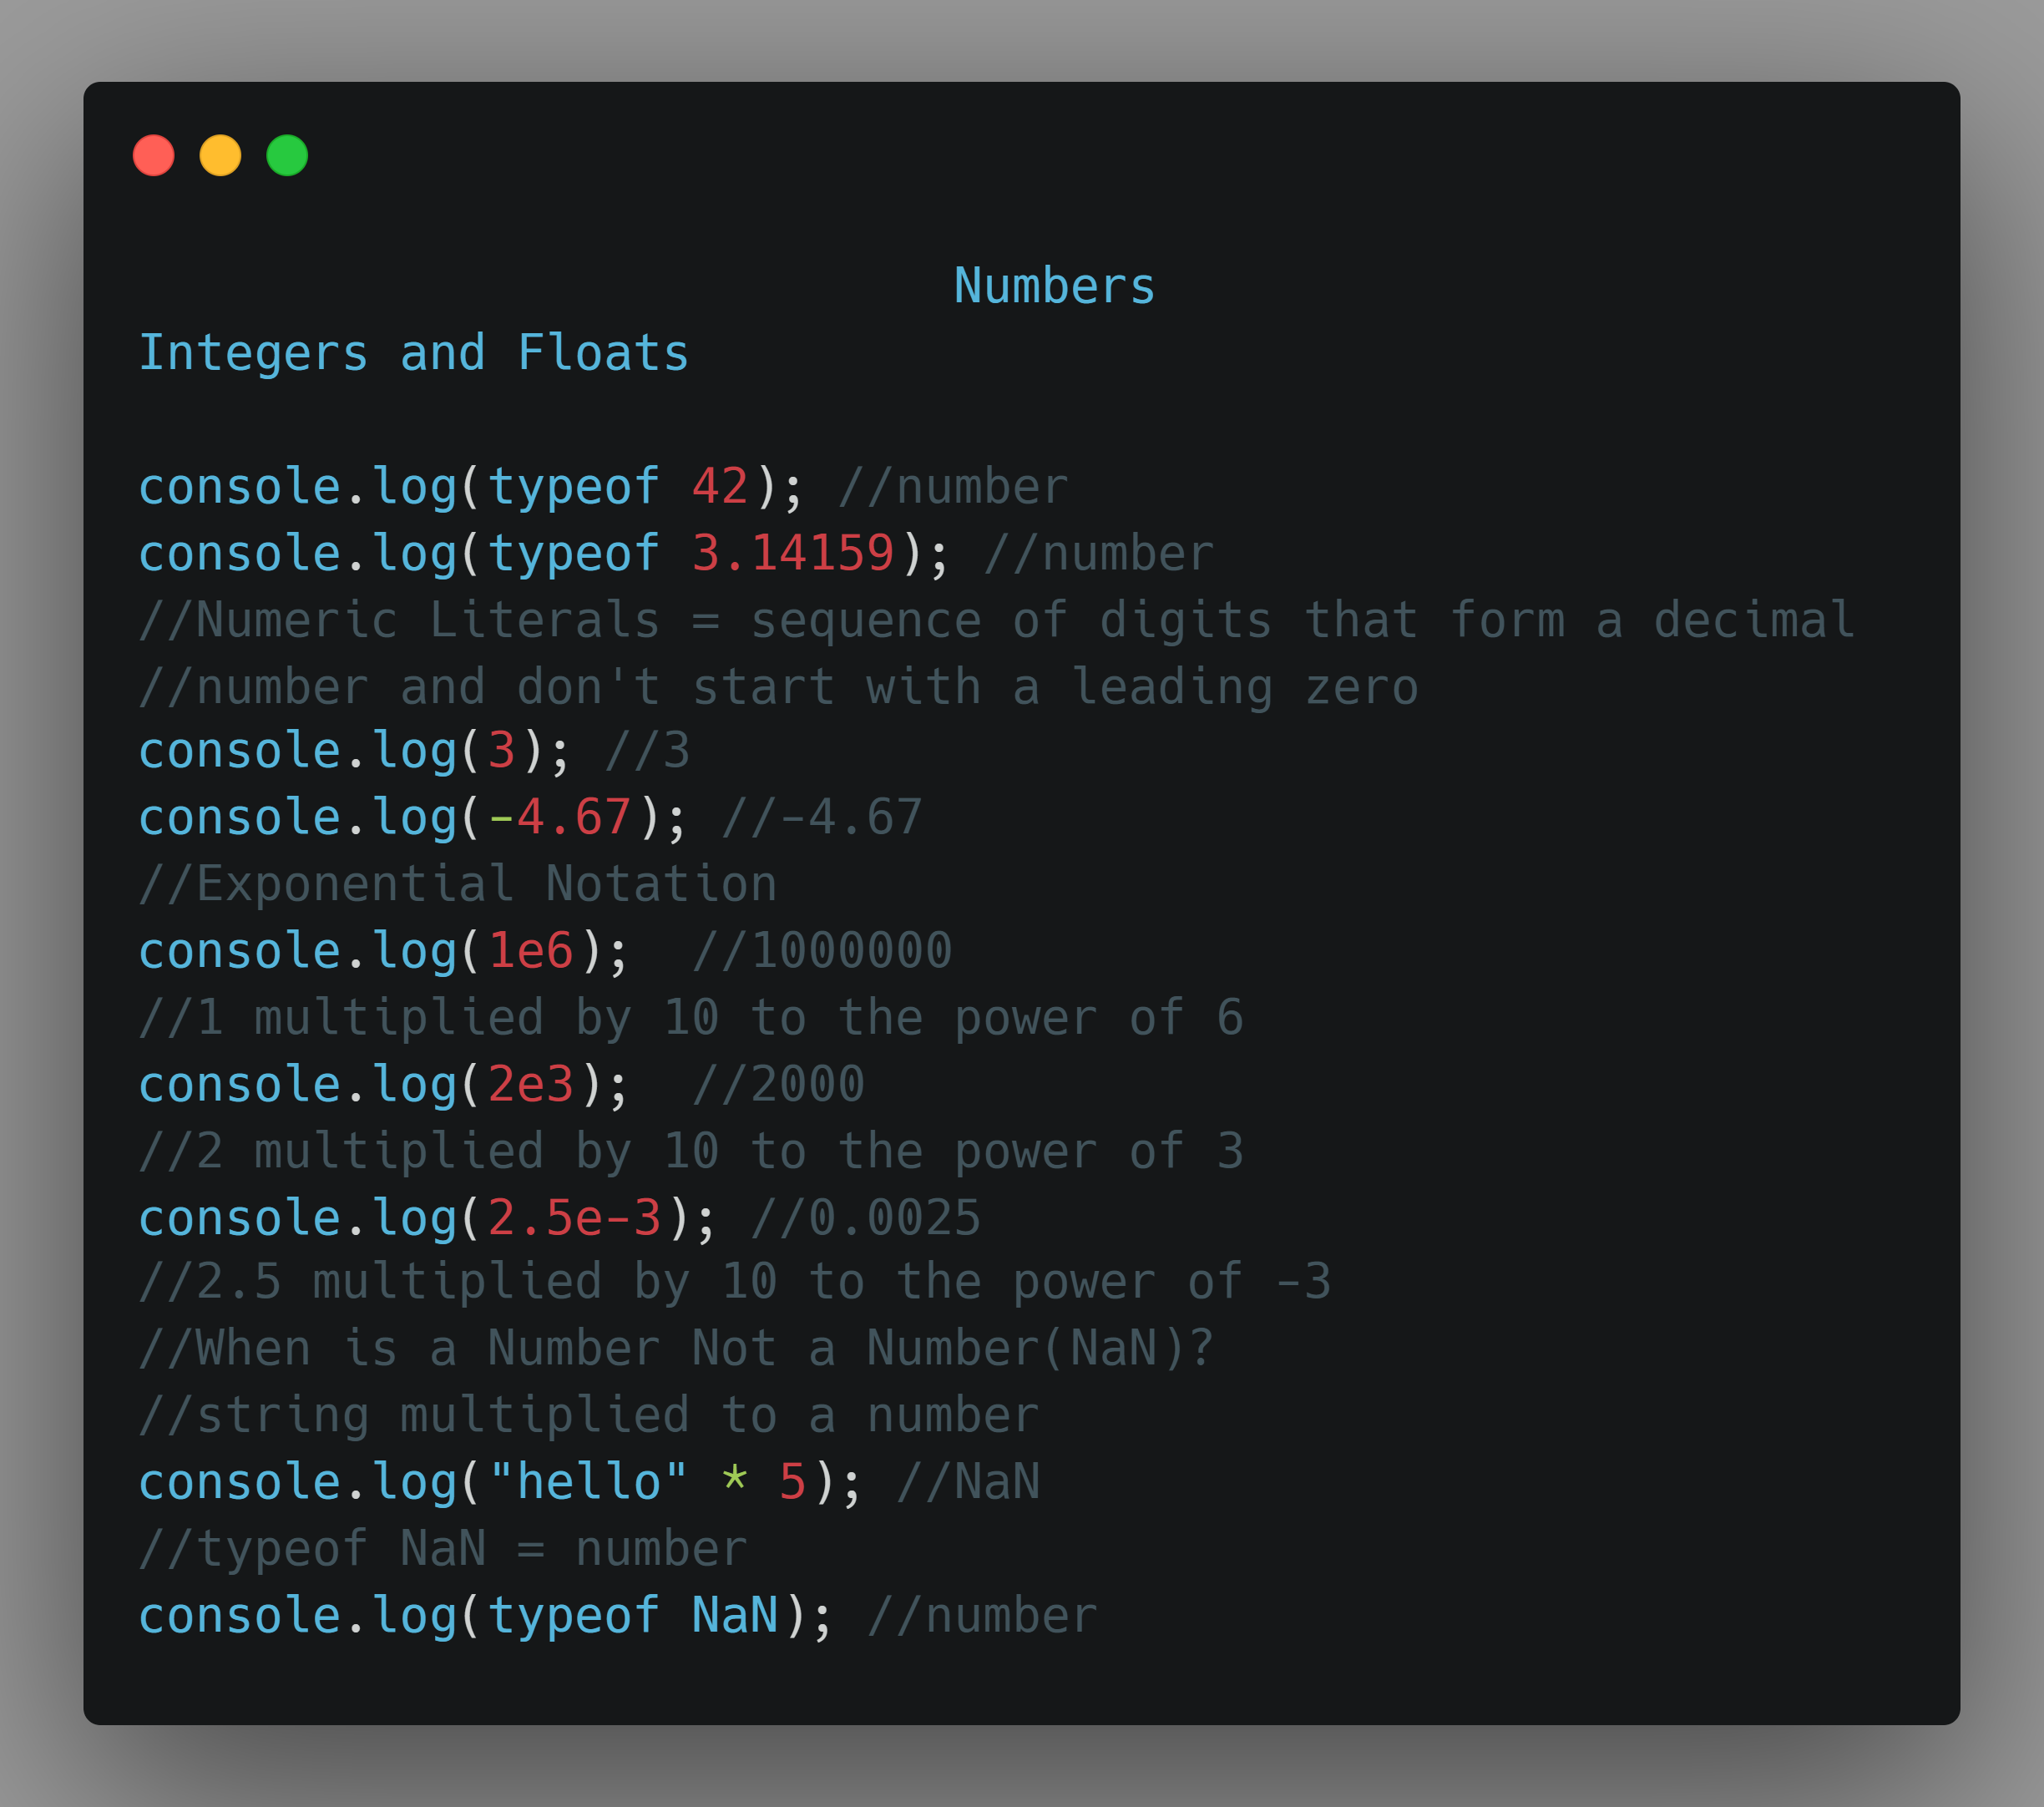 Numbers
Integers and Floats
console.log(typeof 42); //number
console.log(typeof 3.14159); //number
//Numeric Literals = sequence of digits that form a decimal
//number and don't start with a leading zero
console.log(3); //3
console.log(-4.67); //-4.67
//Exponential Notation
console.log(1e6);  //1000000
//1 multiplied by 10 to the power of 6
console.log(2e3);  //2000
//2 multiplied by 10 to the power of 3
console.log(2.5e-3); //0.0025
//2.5 multiplied by 10 to the power of -3
//When is a Number Not a Number(NaN)?
//string multiplied to a number
console.log("hello" * 5); //NaN
//typeof NaN = number
console.log(typeof NaN); //number